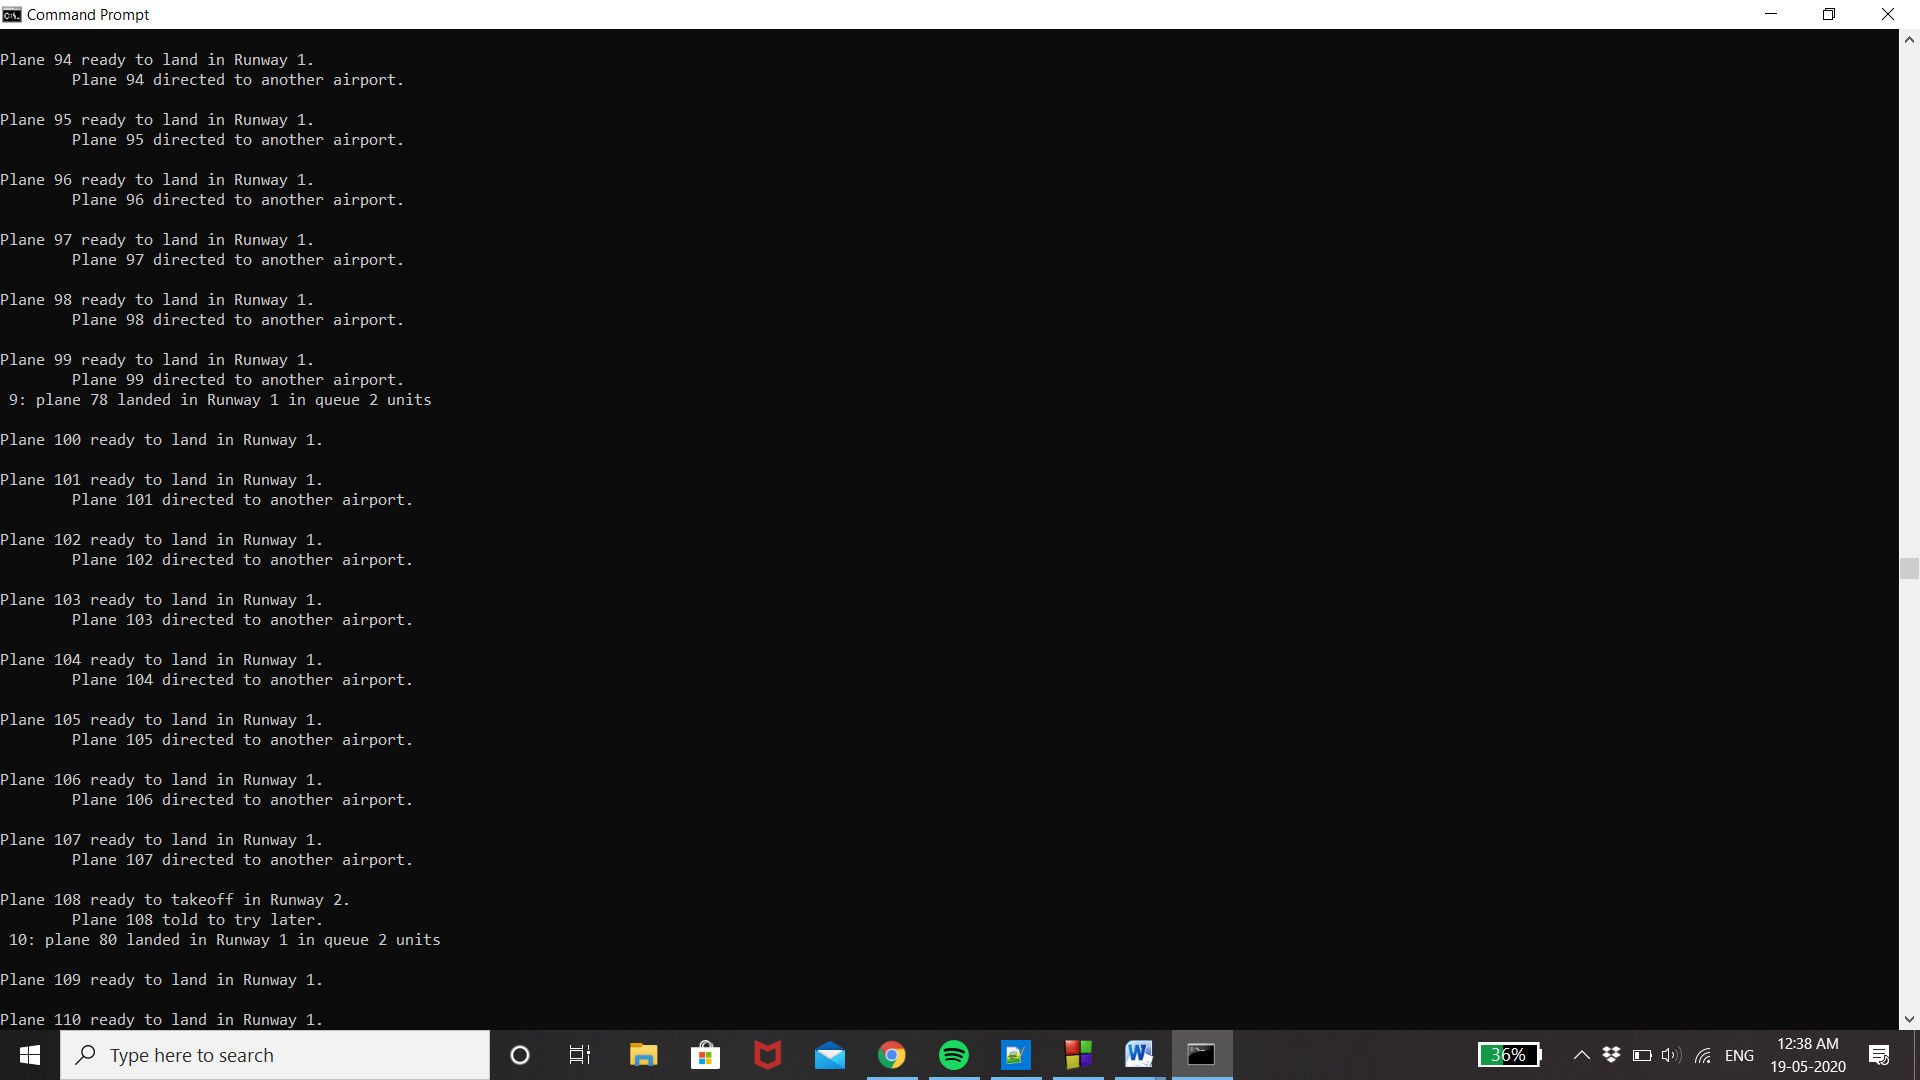 Command Prompt
Plane 94 ready to land in Runway 1.
Plane 94 directed to another airport.
Plane 95 ready to land in Runway 1.
Plane 95 directed to another airport.
Plane 96 ready to land in Runway 1.
Plane 96 directed to another airport.
Plane 97 ready to land in Runway 1.
Plane 97 directed to another airport.
Plane 98 ready to land in Runway 1.
Plane 98 directed to another airport.
Plane 99 ready to land in Runway 1.
Plane 99 directed to another airport.
9: plane 78 landed in Runway 1 in queue 2 units
Plane 100 ready to land in Runway 1.
Plane 101 ready to land in Runway 1.
Plane 101 directed to another airport.
Plane 102 ready to land in Runway 1.
Plane 102 directed to another airport.
Plane 103 ready to land in Runway 1.
Plane 103 directed to another airport.
Plane 104 ready to land in Runway 1.
Plane 104 directed to another airport.
Plane 105 ready to land in Runway 1.
Plane 105 directed to another airport.
Plane 106 ready to land in Runway 1.
Plane 106 directed to another airport.
Plane 107 ready to land in Runway 1.
Plane 107 directed to another airport.
Plane 108 ready to takeoff in Runway 2.
Plane 108 told to try later.
10: plane 80 landed in Runway 1 in queue 2 units
Plane 109 ready to land in Runway 1.
Plane 110 ready to land in Runway 1.
Type here to search
36%
ENG
12:38 AM
19-05-2020